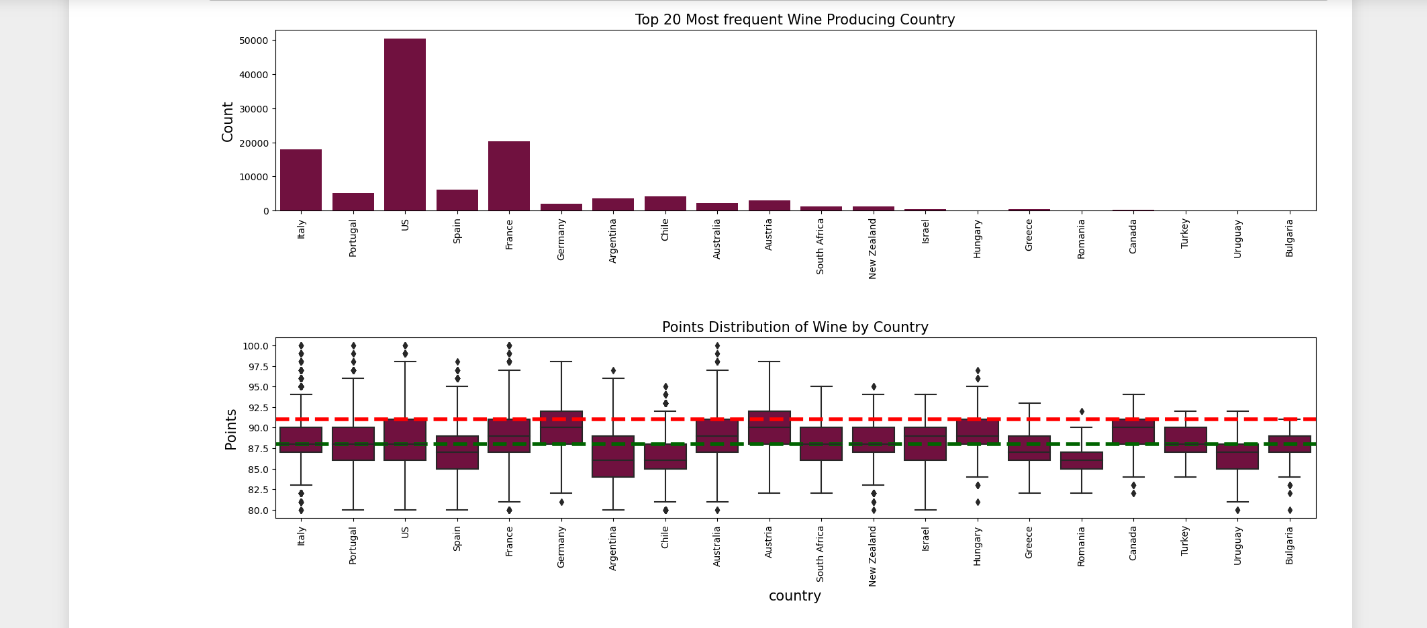 Top 20 Most frequent Wine Producing Country
Count
50000
40000
30000
20000
10000
0
Italy
Portugal
US
Spain
France
Germany
Argentina
Chile
Australia
Austria
South Africa
New Zealand
Israel
Hungary
Greece
Romania
Canada
Turkey
Uruguay
Bulgaria
Points Distribution of Wine by Country
Points
100.0
97.5
95.0
92.5
90.0
87.5
85.0
82.5
80.0
Italy
Portugal
US
Spain
France
Germany
Argentina
Chile
Australia
Austria
South Africa
New Zealand
Israel
Hungary
Greece
Romania
Canada
Turkey
Uruguay
Bulgaria
country